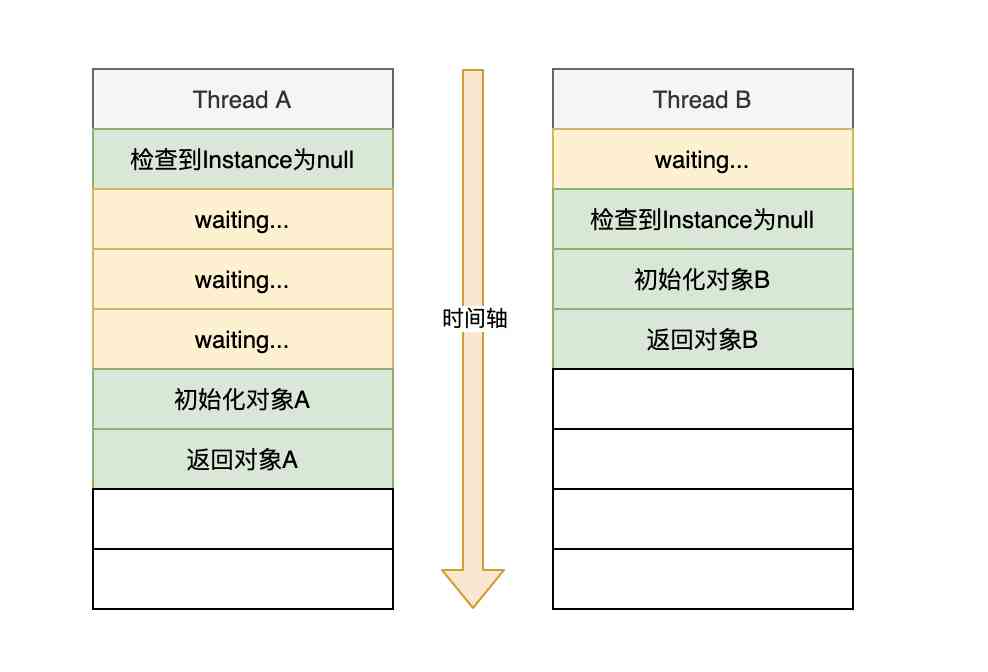 Thread A
检查到Instance为null
waiting...
waiting...
waiting...
初始化对象A
返回对象A
时间轴
Thread B
waiting...
检查到Instance为null
初始化对象B
返回对象B